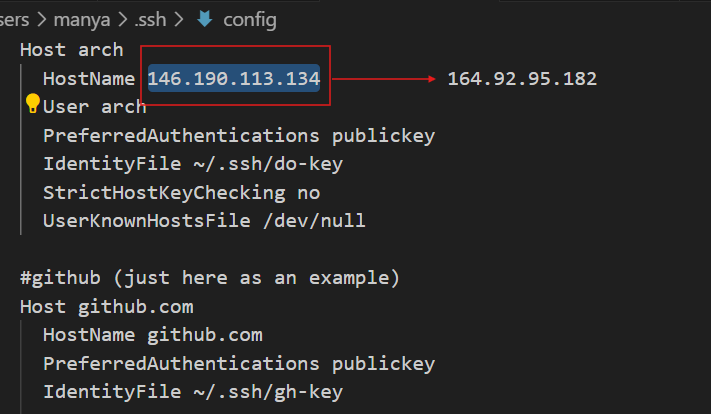 sers > manya > .ssh > config
Host arch
HostName 146.190.113.134 164.92.95.182
User arch
PreferredAuthentications publickey
IdentityFile ~/.ssh/do-key
StrictHostKeyChecking no
UserKnownHostsFile /dev/null
#github (just here as an example)
Host github.com
HostName github.com
PreferredAuthentications publickey
IdentityFile ~/.ssh/gh-key